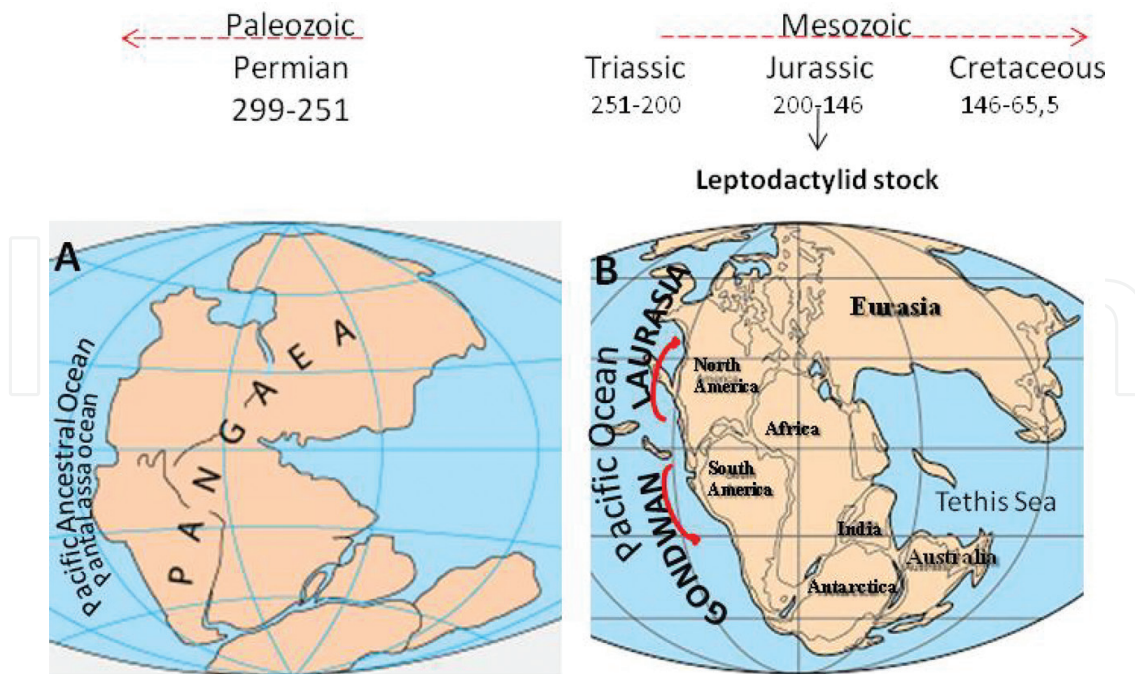 Paleozoic
Permian
299-251
Mesozoic
Triassic Jurassic Cretaceous
251-200 200-146 146-65,5
Leptodactylid stock
A
PANGAEA
Pacific Ancestral Ocean
PantaLassa ocean
B
LAURASIA
Pacific Ocean
GONDWAN
Eurasia
North
America
Africa
South
America
India
Tethis Sea
Australia
Antarctica